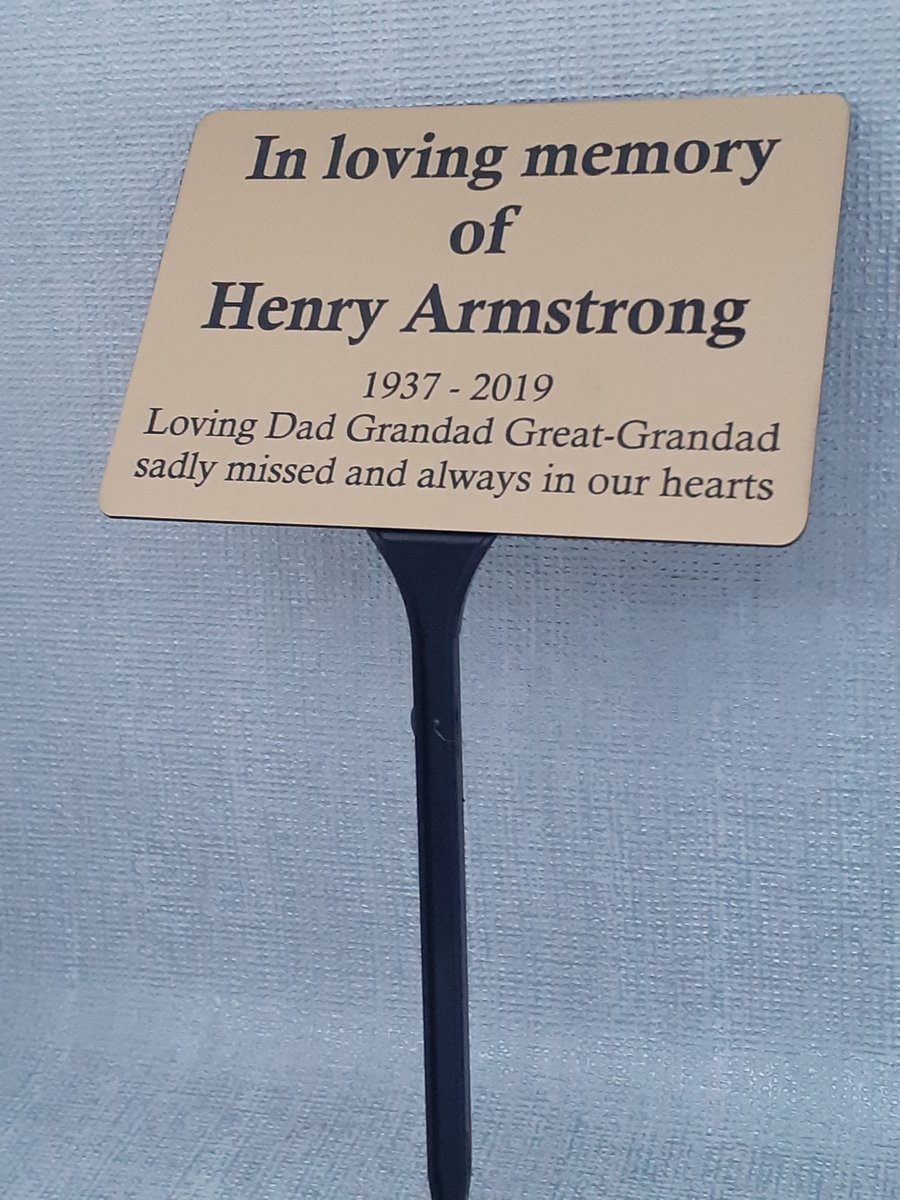 In loving memory
of
Henry Armstrong
1937 - 2019
Loving Dad Grandad Great-Grandad
sadly missed and always in our hearts